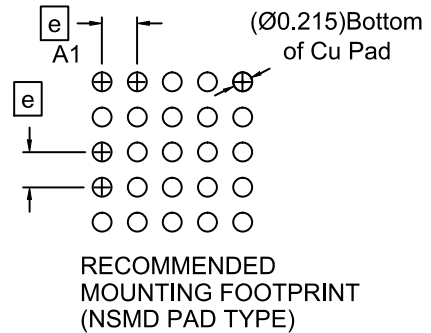 e
(Ø0.215)Bottom
of Cu Pad
A1
e
RECOMMENDED
MOUNTING FOOTPRINT
(NSMD PAD TYPE)